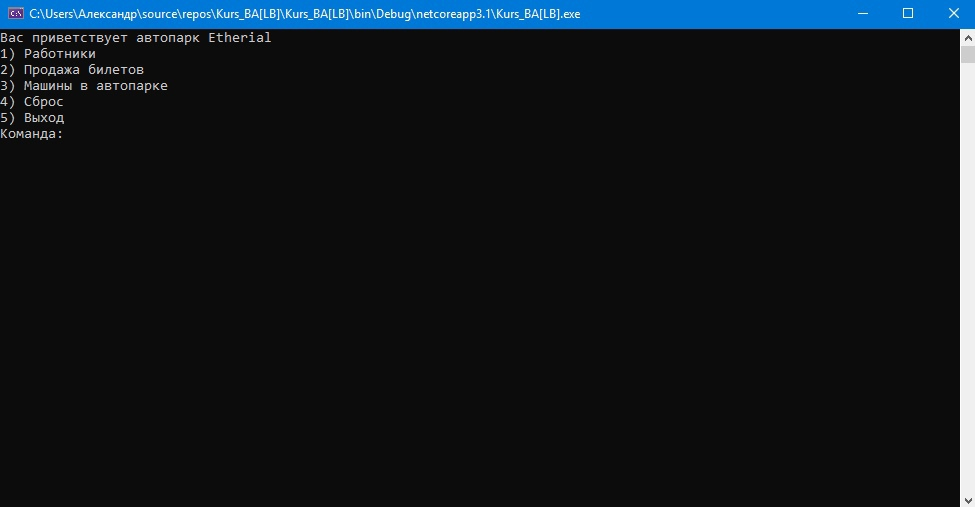 C:\Users\Александр\source\repos\Kurs_BA[LB]\Kurs_BA[LB]\bin\Debug\netcoreapp3.1\Kurs_BA[LB].exe
Вас приветствует автопарк Etherial
1) Работники
2) Продажа билетов
3) Машины в автопарке
4) Сброс
5) Выход
Команда: